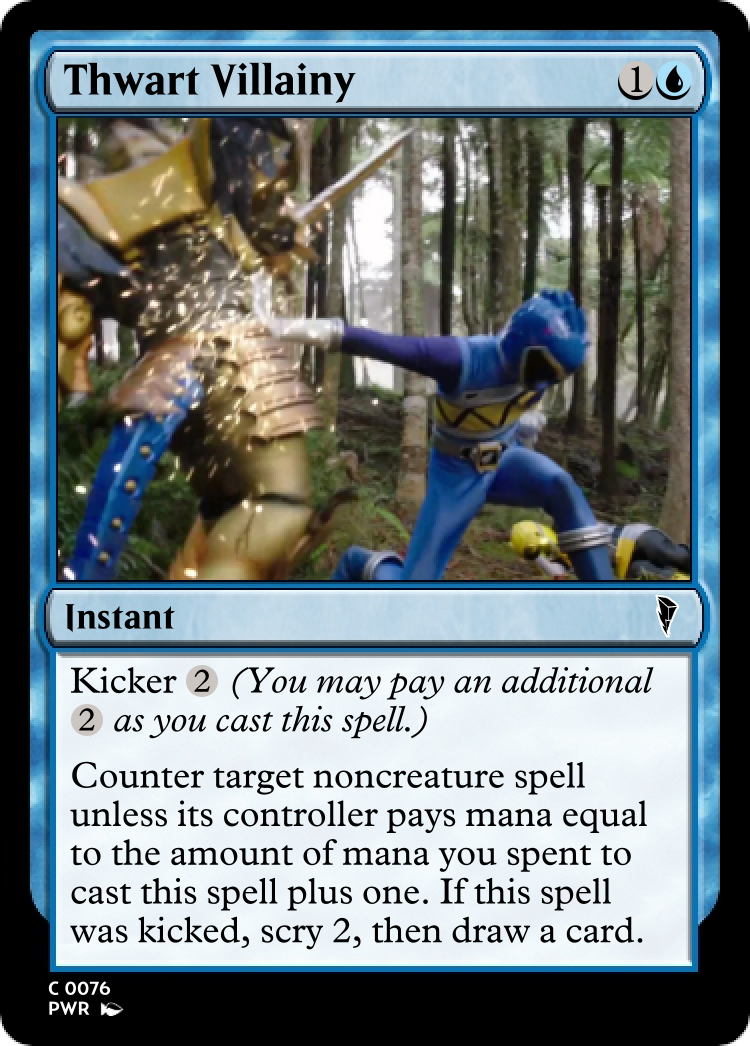 Thwart Villainy 1
Instant
Kicker 2 (You may pay an additional
2 as you cast this spell.)
Counter target noncreature spell
unless its controller pays mana equal
to the amount of mana you spent to
cast this spell plus one. If this spell
was kicked, scry 2, then draw a card.
C 0076
PWR